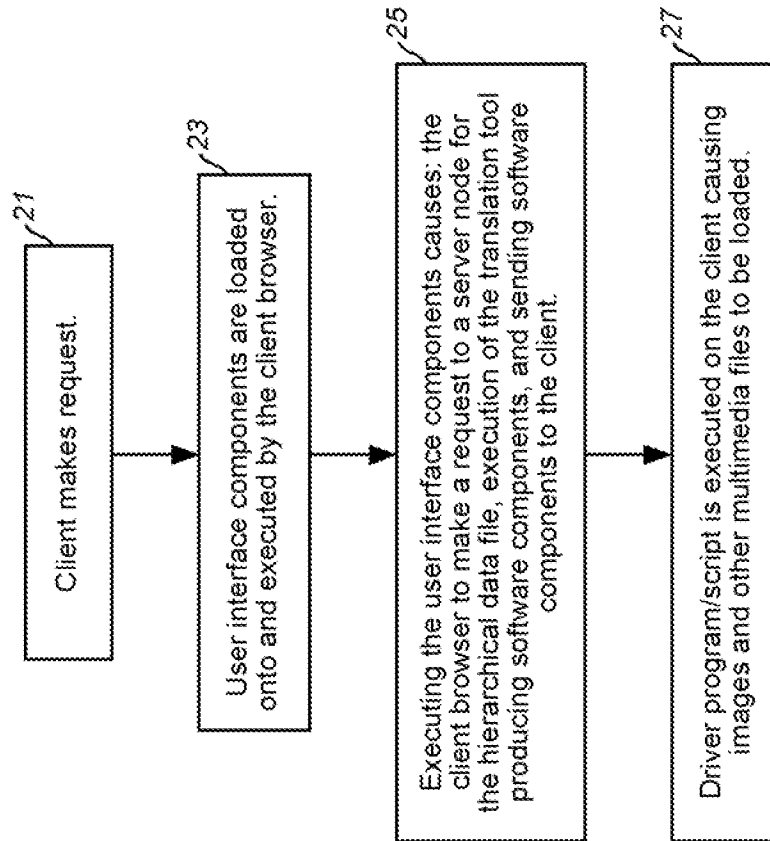 21
Client makes request.
23
User interface components are loaded
onto and executed by the client browser.
25
Executing the user interface components causes: the
client browser to make a request to a server node for
the hierarchical data file, execution of the translation tool
producing software components, and sending software
components to the client.
27
Driver program/script is executed on the client causing
images and other multimedia files to be loaded.